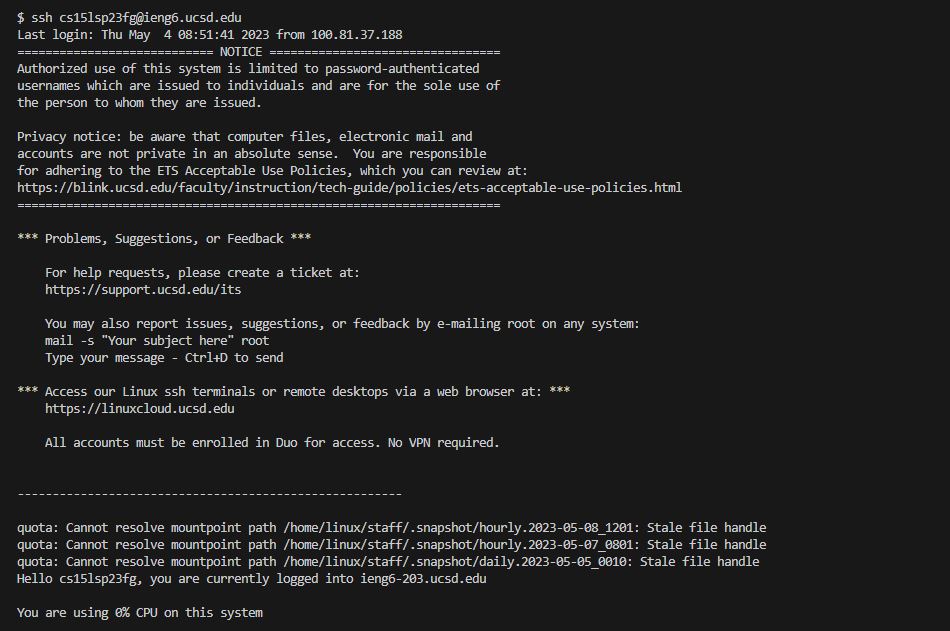 $ ssh cs15lsp23fg@ieng6.ucsd.edu
Last login: Thu May  4 08:51:41 2023 from 100.81.37.188
============================ NOTICE =================================
Authorized use of this system is limited to password-authenticated
usernames which are issued to individuals and are for the sole use of
the person to whom they are issued.

Privacy notice: be aware that computer files, electronic mail and
accounts are not private in an absolute sense.  You are responsible
for adhering to the ETS Acceptable Use Policies, which you can review at:
https://blink.ucsd.edu/faculty/instruction/tech-guide/policies/ets-acceptable-use-policies.html
=====================================================================

*** Problems, Suggestions, or Feedback ***

    For help requests, please create a ticket at:
    https://support.ucsd.edu/its

    You may also report issues, suggestions, or feedback by e-mailing root on any system:
    mail -s "Your subject here" root
    Type your message - Ctrl+D to send

*** Access our Linux ssh terminals or remote desktops via a web browser at: ***
    https://linuxcloud.ucsd.edu

    All accounts must be enrolled in Duo for access. No VPN required.


-------------------------------------------------------

quota: Cannot resolve mountpoint path /home/linux/staff/.snapshot/hourly.2023-05-08_1201: Stale file handle
quota: Cannot resolve mountpoint path /home/linux/staff/.snapshot/hourly.2023-05-07_0801: Stale file handle
quota: Cannot resolve mountpoint path /home/linux/staff/.snapshot/daily.2023-05-05_0010: Stale file handle
Hello cs15lsp23fg, you are currently logged into ieng6-203.ucsd.edu

You are using 0% CPU on this system